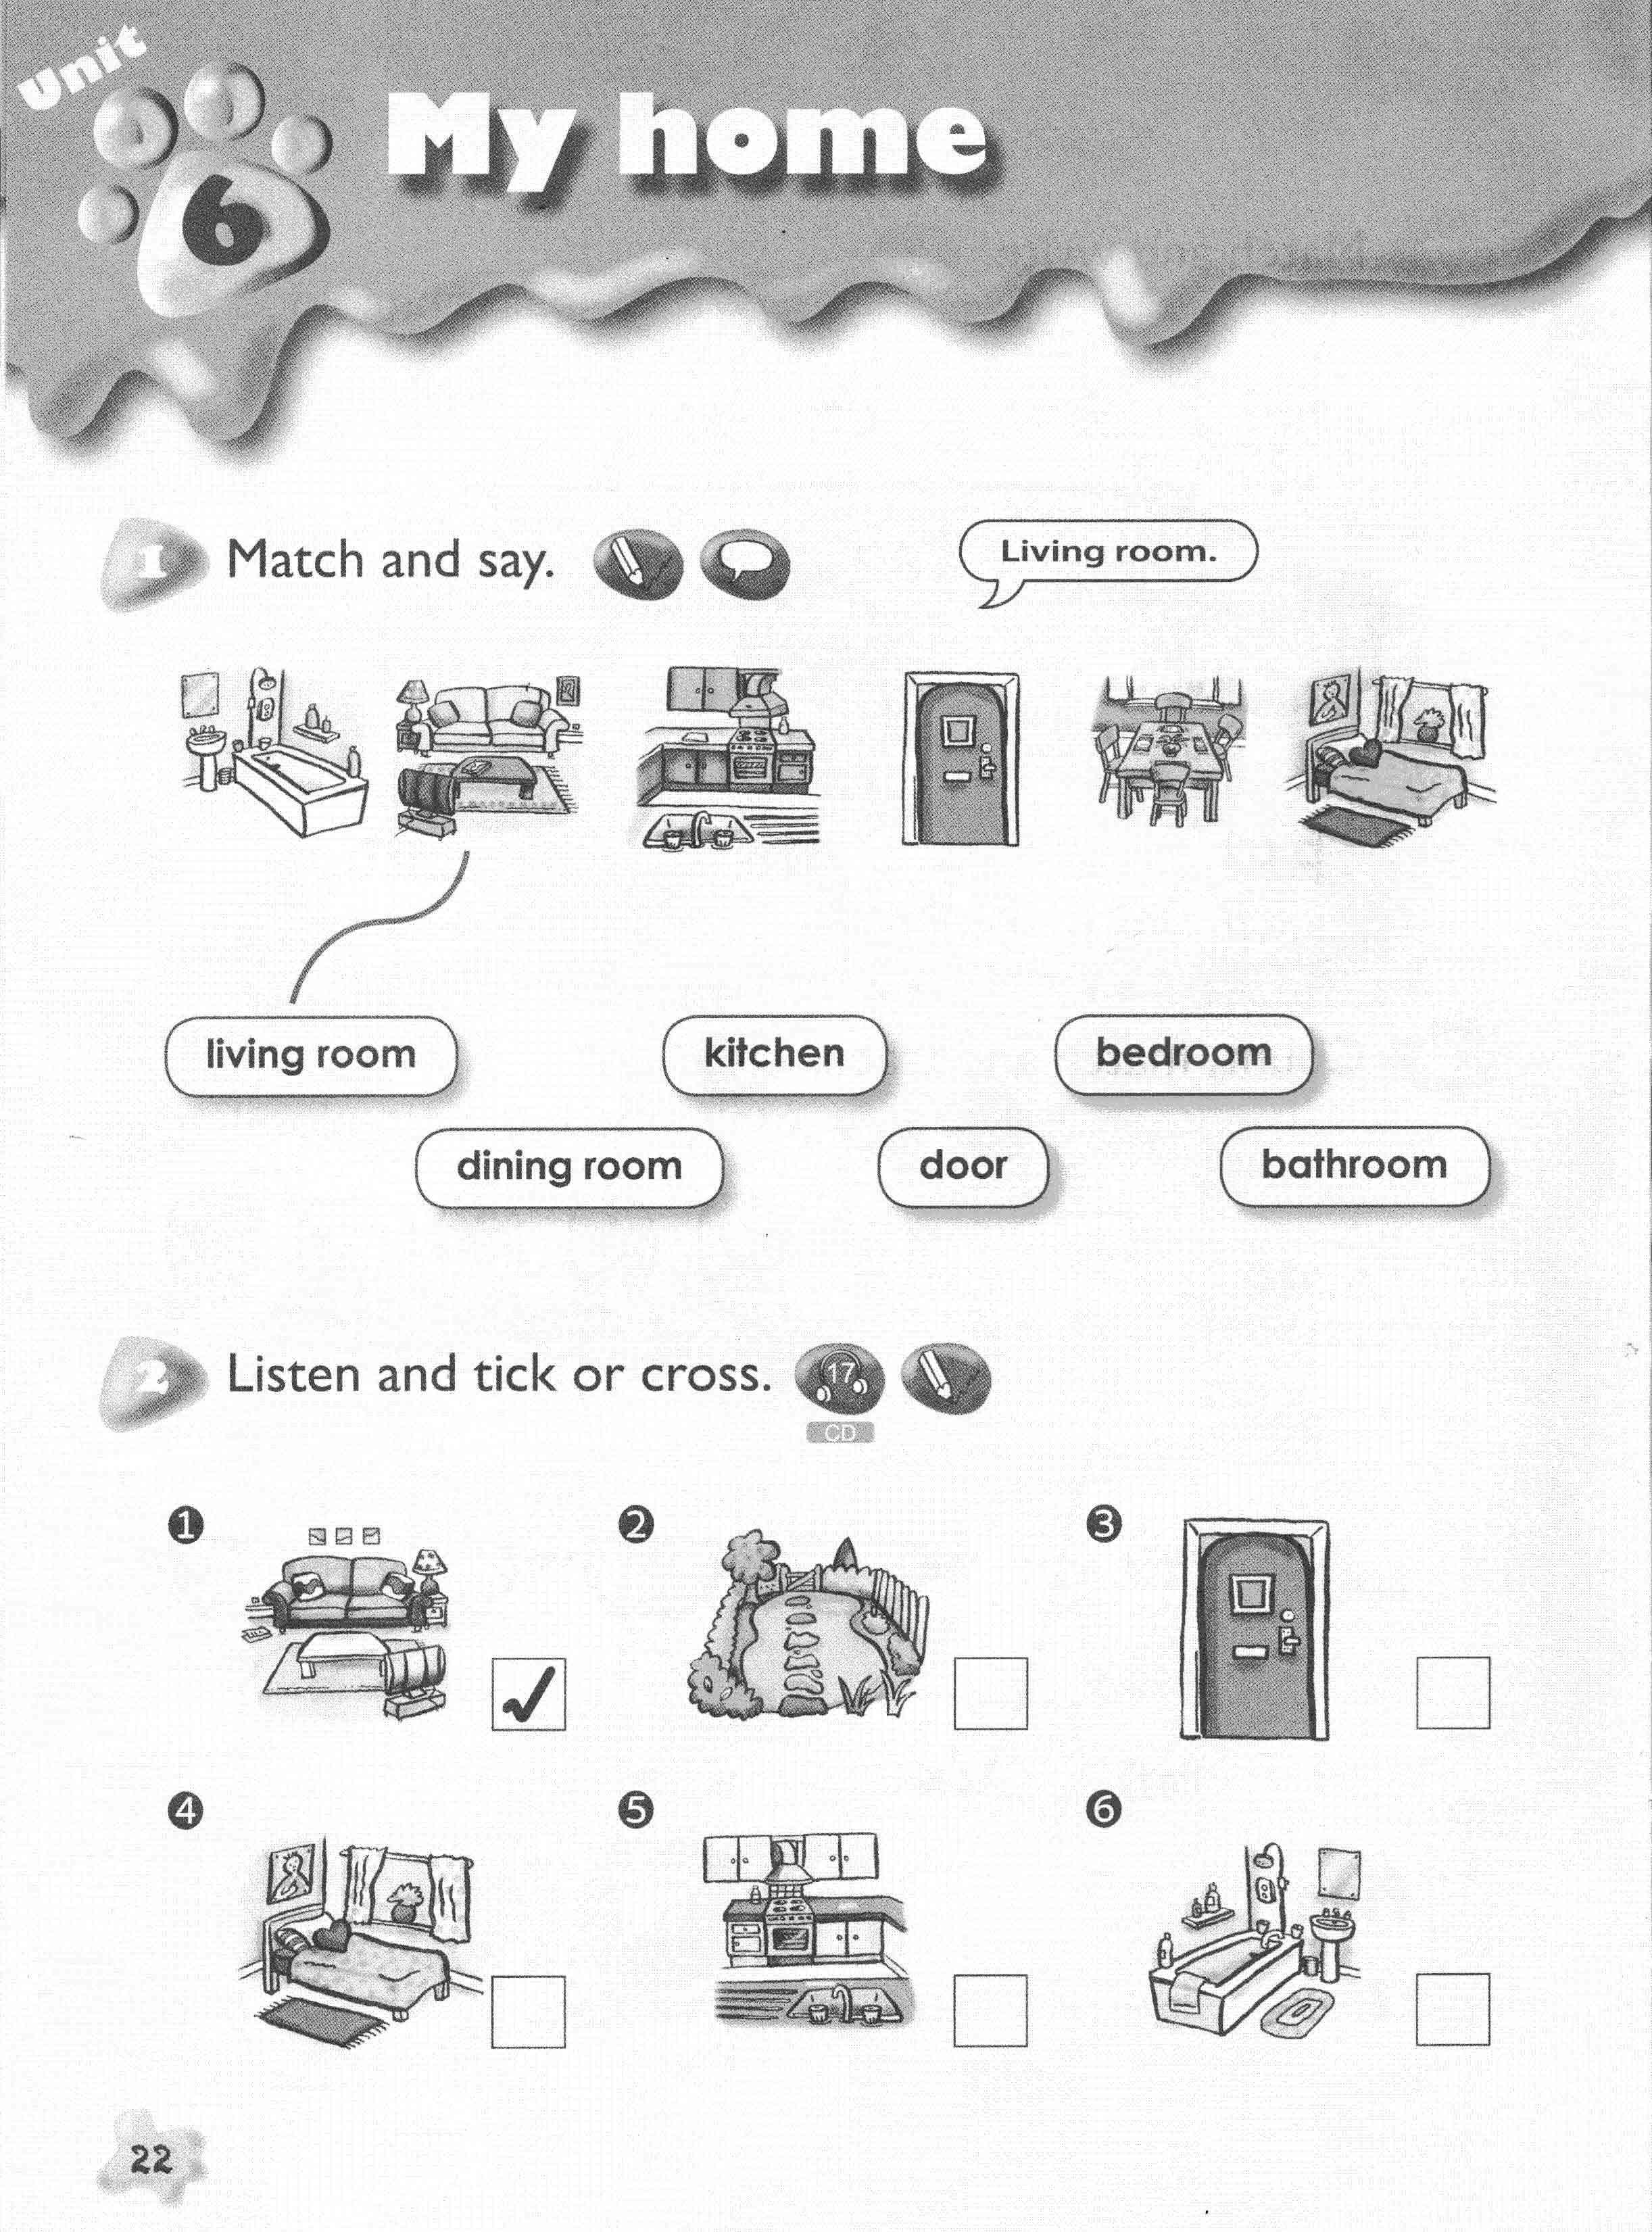 Unit
6
My home
1 Match and say.
Living room.
living room
kitchen
bedroom
dining room
door
bathroom
2 Listen and tick or cross.
17
CD
1
2
3
4
5
6
22